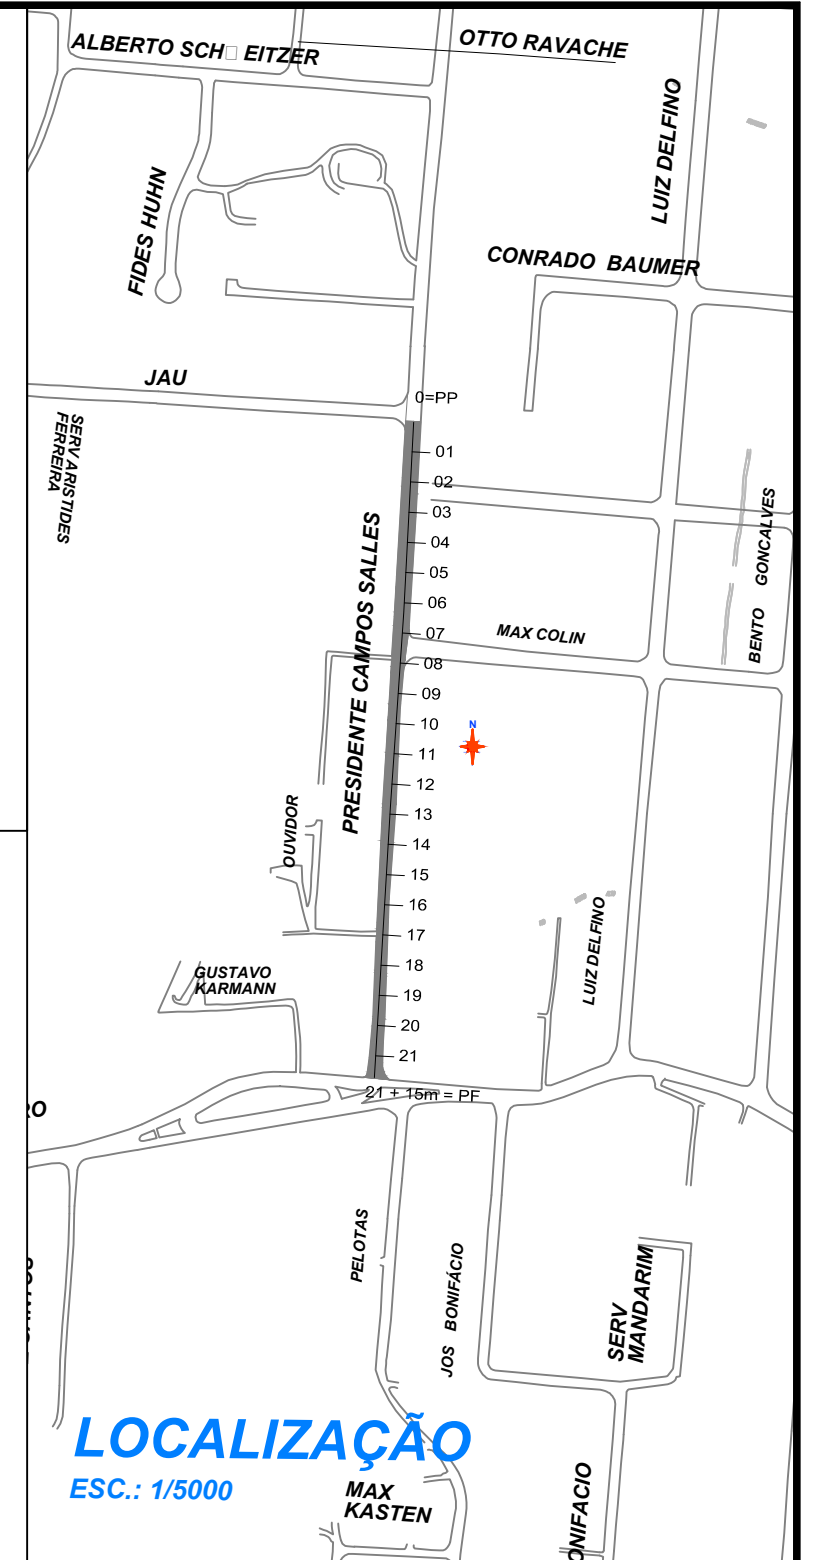 ALBERTO SCH□EITZER
OTTO RAVACHE
LUIZ DELFINO
FIDES HUHN
CONRADO BAUMER
JAU
0=PP
SERV ARISTIDES
FERREIRA
01
02
03
04
05
06
07
08
09
10
11
12
13
14
15
16
17
18
19
20
21
PRESIDENTE CAMPOS SALLES
BENTO GONCALVES
MAX COLIN
N
OUVIDOR
LUIZ DELFINO
GUSTAVO
KARMANN
21 + 15m = PF
RO
PELOTAS
JOS BONIFÁCIO
SERV
MANDARIM
LOCALIZAÇÃO
ESC.: 1/5000
MAX
KASTEN
ONIFACIO